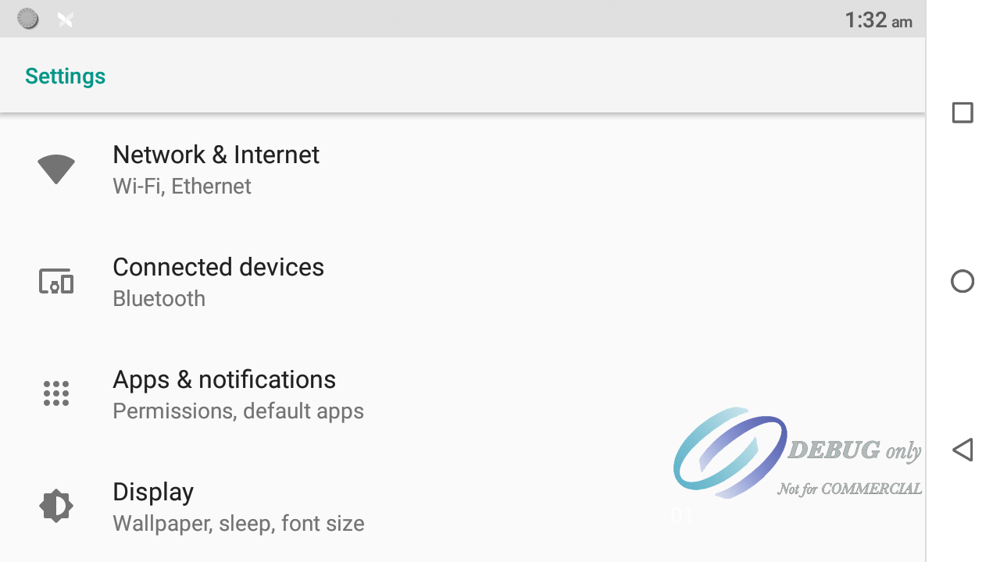 1:32 am
Settings
Network & Internet
Wi-Fi, Ethernet
Connected devices
Bluetooth
Apps & notifications
Permissions, default apps
DEBUG only
Not for COMMERCIAL
Display
01
Wallpaper, sleep, font size